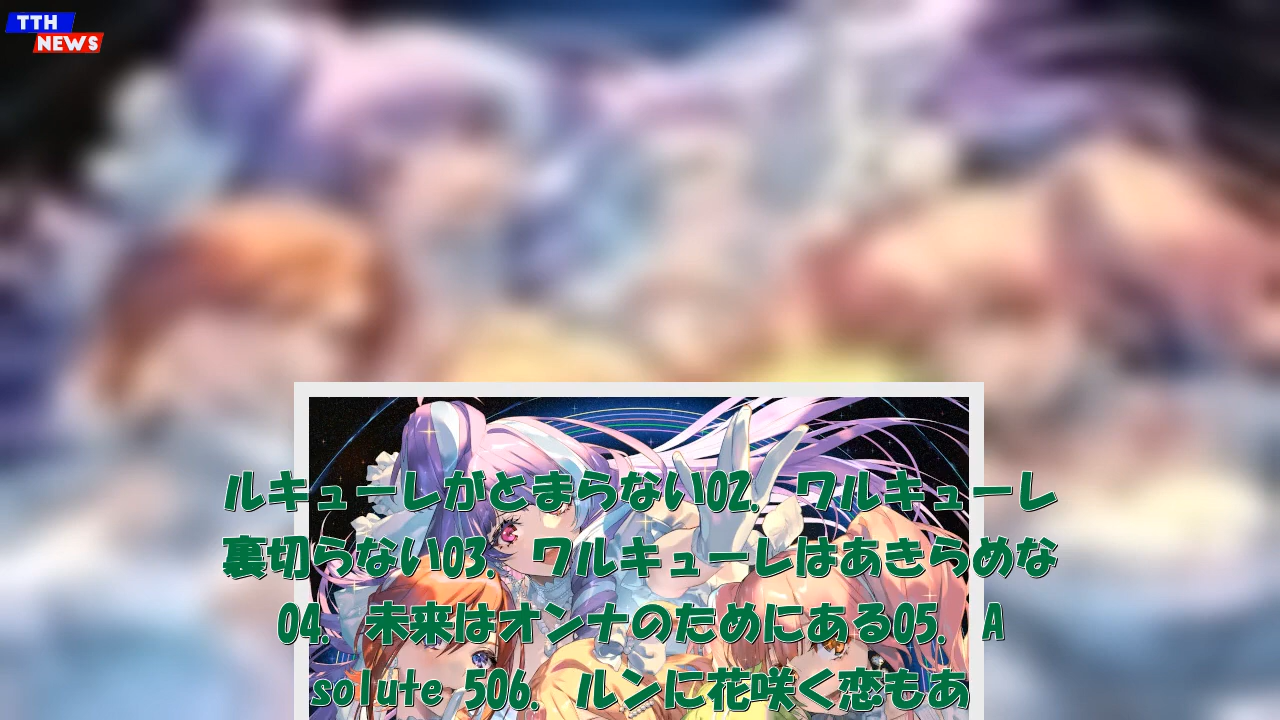 TTH
NEWS
ルキューレがとまらない02. ワルキューレ
裏切らない03. ワルキューレはあきらめな
04. 未来はオンナのためにある05. A
solute 506. ルンに花咲く恋もあ